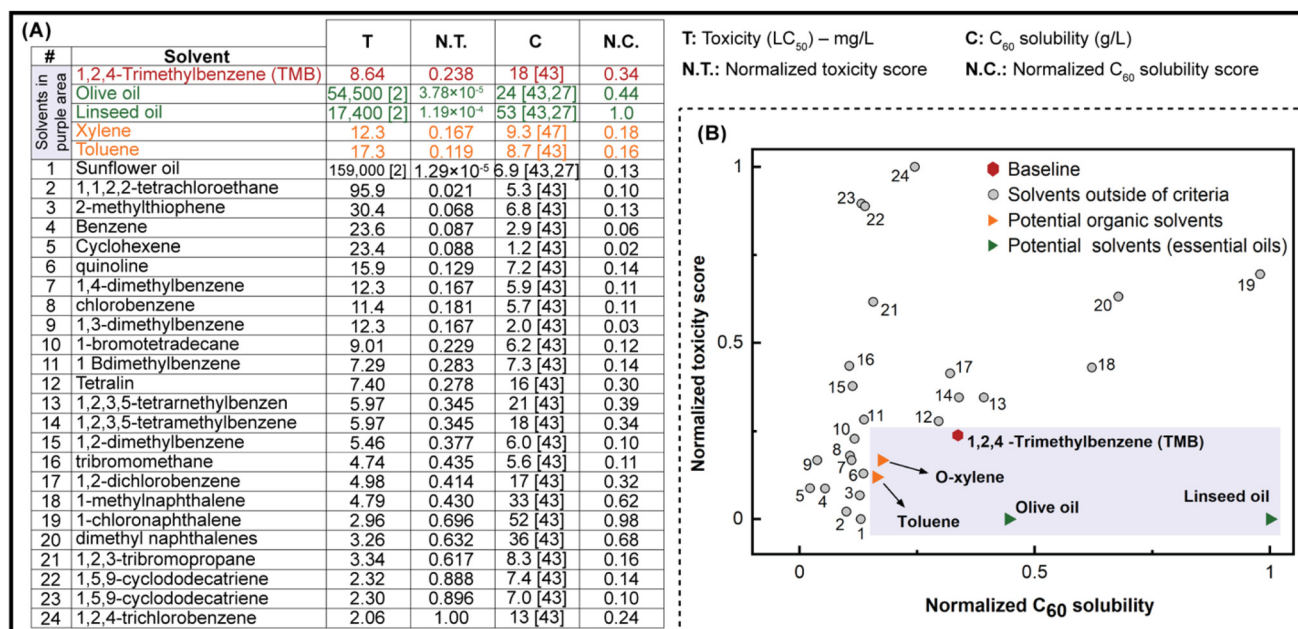 (A)
T N.T. C N.C.
# Solvent
Solvents in
purple area
1,2,4-Trimethylbenzene (TMB) 8.64 0.238 18 [43] 0.34
Olive oil 54,500 [2] 3.78×10-5 24 [43,27] 0.44
Linseed oil 17,400 [2] 1.19×10-4 53 [43,27] 1.0
Xylene 12.3 0.167 9.3 [47] 0.18
Toluene 17.3 0.119 8.7 [43] 0.16
1 Sunflower oil 159,000 [2] 1.29×10-5 6.9 [43,27] 0.13
2 1,1,2,2-tetrachloroethane 95.9 0.021 5.3 [43] 0.10
3 2-methylthiophene 30.4 0.068 6.8 [43] 0.13
4 Benzene 23.6 0.087 2.9 [43] 0.06
5 Cyclohexene 23.4 0.088 1.2 [43] 0.02
6 quinoline 15.9 0.129 7.2 [43] 0.14
7 1,4-dimethylbenzene 12.3 0.167 5.9 [43] 0.11
8 chlorobenzene 11.4 0.181 5.7 [43] 0.11
9 1,3-dimethylbenzene 12.3 0.167 2.0 [43] 0.03
10 1-bromotetradecane 9.01 0.229 6.2 [43] 0.12
11 1 Bdimethylbenzene 7.29 0.283 7.3 [43] 0.14
12 Tetralin 7.40 0.278 16 [43] 0.30
13 1,2,3,5-tetrarnethylbenzen 5.97 0.345 21 [43] 0.39
14 1,2,3,5-tetramethylbenzene 5.97 0.345 18 [43] 0.34
15 1,2-dimethylbenzene 5.46 0.377 6.0 [43] 0.10
16 tribromomethane 4.74 0.435 5.6 [43] 0.11
17 1,2-dichlorobenzene 4.98 0.414 17 [43] 0.32
18 1-methylnaphthalene 4.79 0.430 33 [43] 0.62
19 1-chloronaphthalene 2.96 0.696 52 [43] 0.98
20 dimethyl naphthalenes 3.26 0.632 36 [43] 0.68
21 1,2,3-tribromopropane 3.34 0.617 8.3 [43] 0.16
22 1,5,9-cyclododecatriene 2.32 0.888 7.4 [43] 0.14
23 1,5,9-cyclododecatriene 2.30 0.896 7.0 [43] 0.10
24 1,2,4-trichlorobenzene 2.06 1.00 13 [43] 0.24
T: Toxicity (LC50) – mg/L C: C60 solubility (g/L)
N.T.: Normalized toxicity score N.C.: Normalized C60 solubility score
(B)
Normalized toxicity score
1
0.5
0
Baseline
Solvents outside of criteria
Potential organic solvents
Potential solvents (essential oils)
24
23
22
19
20
21
16
17
18
15
14
13
12
11
10
1,2,4 -Trimethylbenzene (TMB)
8
9
7
O-xylene
6
5
4
3
Toluene
Olive oil
Linseed oil
2
1
0 0.5 1
Normalized C60 solubility